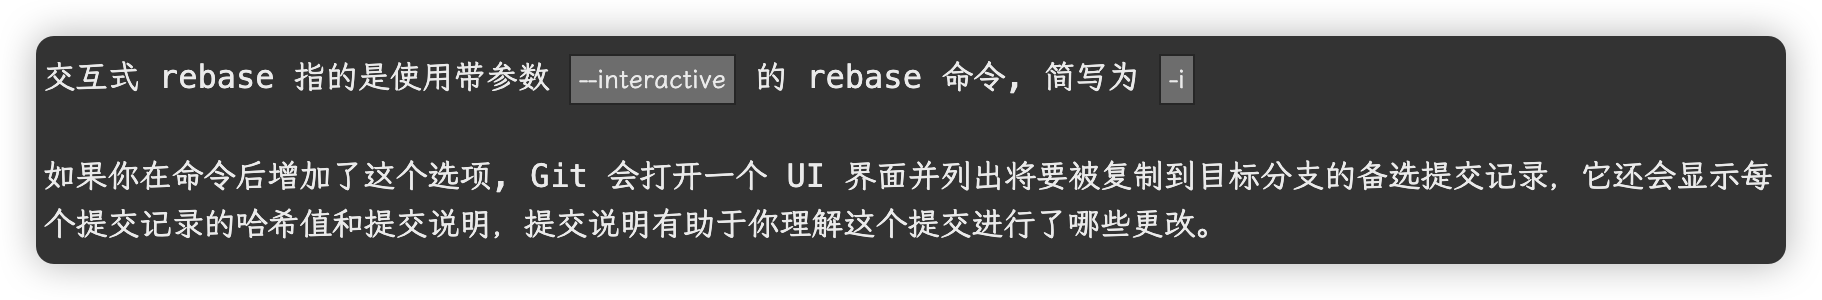 交互式 rebase 指的是使用带参数 --interactive 的 rebase 命令, 简写为 -i
如果你在命令后增加了这个选项, Git 会打开一个 UI 界面并列出将要被复制到目标分支的备选提交记录，它还会显示每
个提交记录的哈希值和提交说明，提交说明有助于你理解这个提交进行了哪些更改。